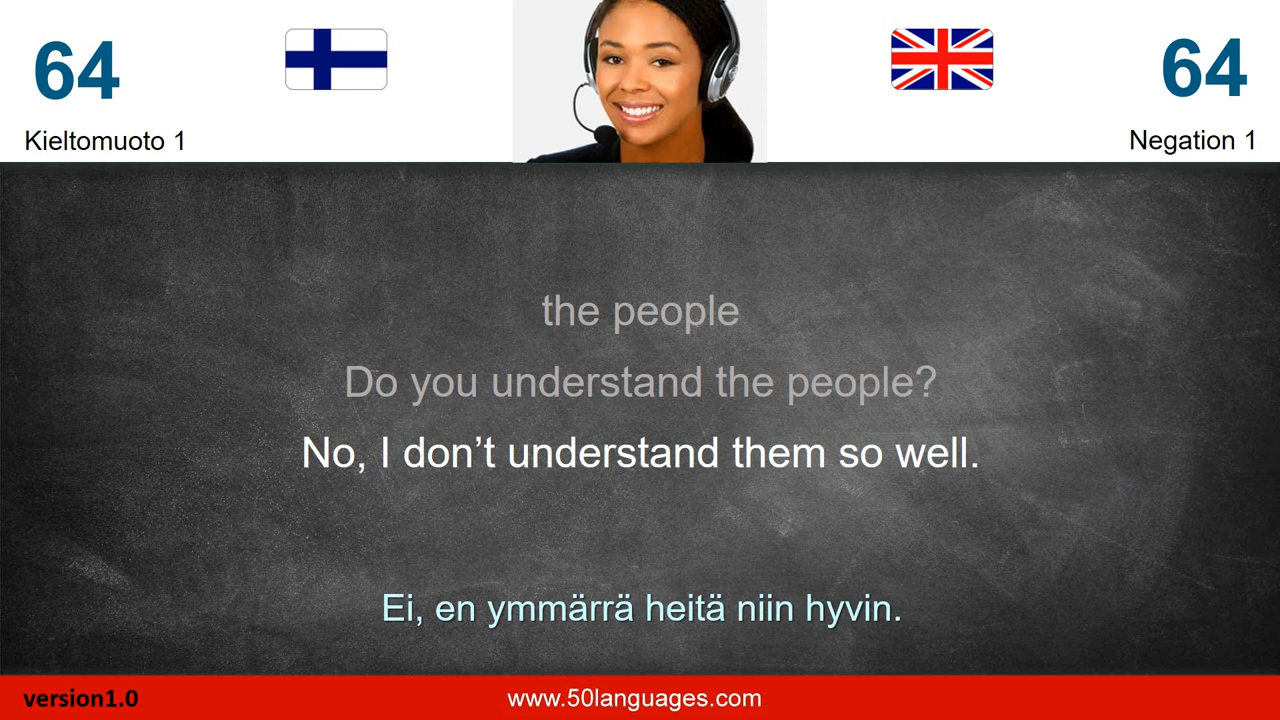 64
64
Kieltomuoto 1
Negation 1
the people
Do you understand the people?
No, I don’t understand them so well.
Ei, en ymmärrä heitä niin hyvin.
version1.0
www.50languages.com